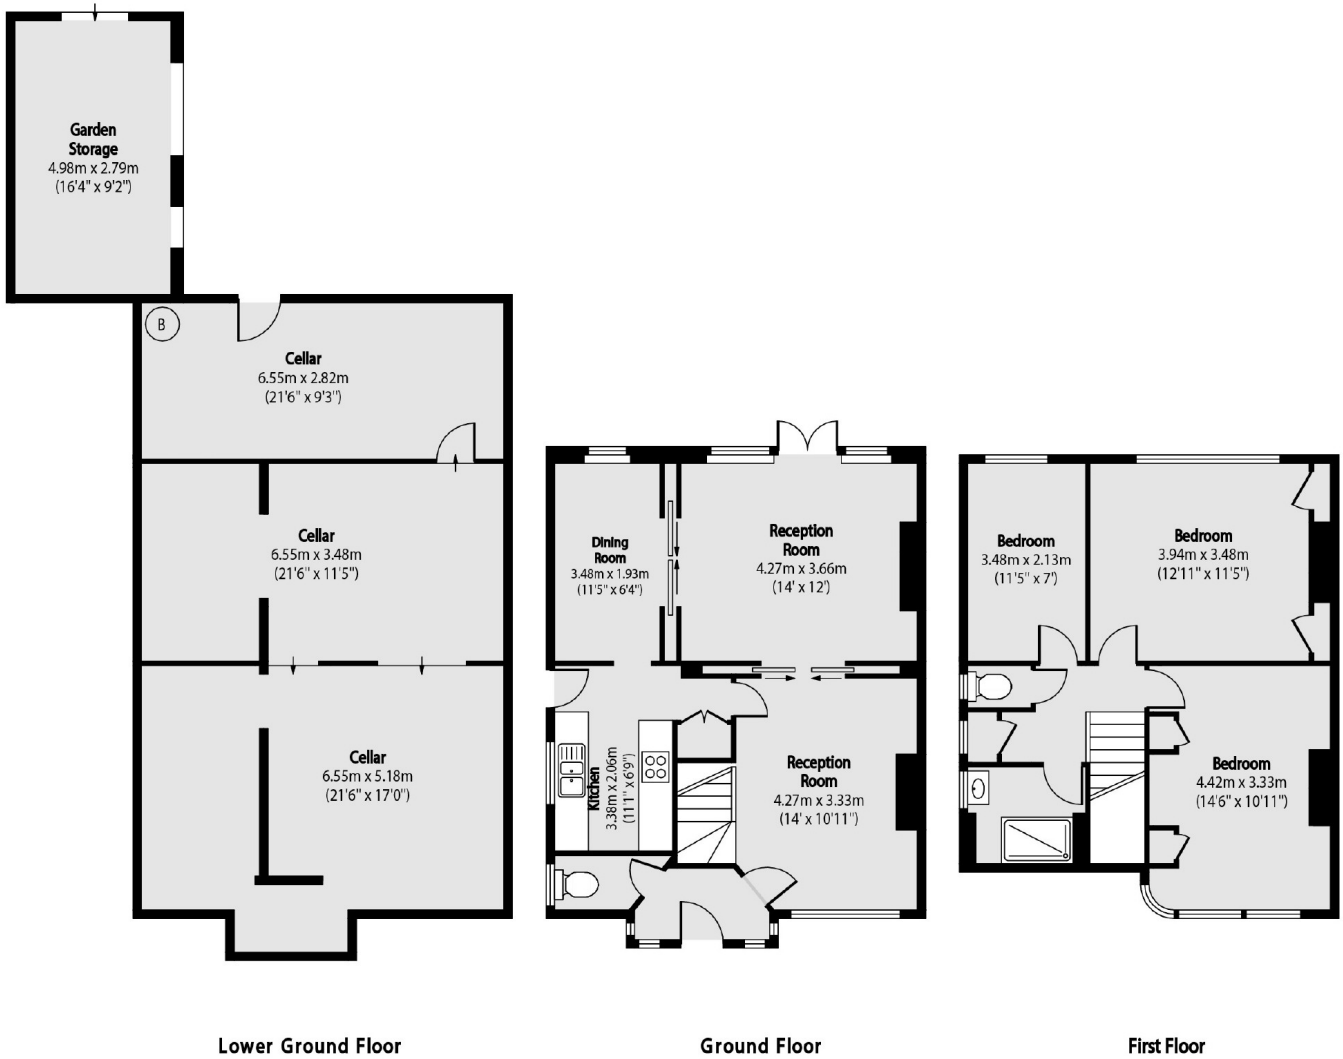 Garden
Storage
4.98m x 2.79m
(16'4" x 9'2")
B
Cellar
6.55m x 2.82m
(21'6" x 9'3")
Cellar
6.55m x 3.48m
(21'6" x 11'5")
Cellar
6.55m x 5.18m
(21'6" x 17'0")
Lower Ground Floor
Dining
Room
3.48m x 1.93m
(11'5" x 6'4")
Reception
Room
4.27m x 3.66m
(14' x 12')
Kitchen
3.38m x 2.06m
(11'1" x 6'9")
Reception
Room
4.27m x 3.33m
(14' x 10'11")
Ground Floor
Bedroom
3.48m x 2.13m
(11'5" x 7')
Bedroom
3.94m x 3.48m
(12'11" x 11'5")
Bedroom
4.42m x 3.33m
(14'6" x 10'11")
First Floor